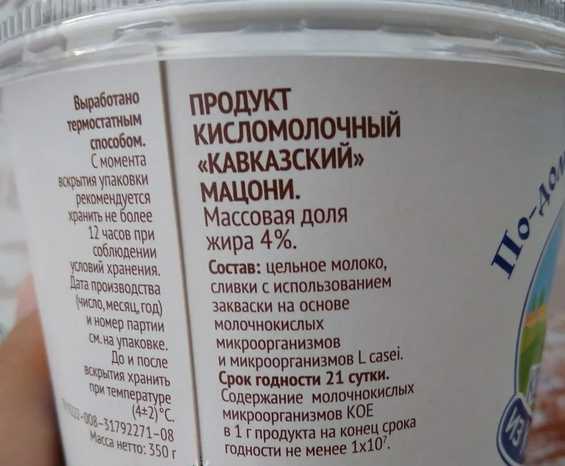 Выработано
термостатным
способом.
С момента
вскрытия упаковки
рекомендуется
хранить не более
12 часов при
соблюдении
условий хранения.
Дата производства
(число, месяц, год)
и номер партии
см. на упаковке.
До и после
вскрытия хранить
при температуре
(4±2)°С.
-008-31792271-08
Масса нетто: 350 г
ПРОДУКТ
КИСЛОМОЛОЧНЫЙ
«КАВКАЗСКИЙ»
МАЦОНИ.
Массовая доля
жира 4%.
Состав: цельное молоко,
сливки с использованием
закваски на основе
молочнокислых
микроорганизмов
и микроорганизмов L casei.
Срок годности 21 сутки.
Содержание молочнокислых
микроорганизмов КОЕ
в 1 г продукта на конец срока
годности не менее 1х10⁷.
По-дом
ИЗ